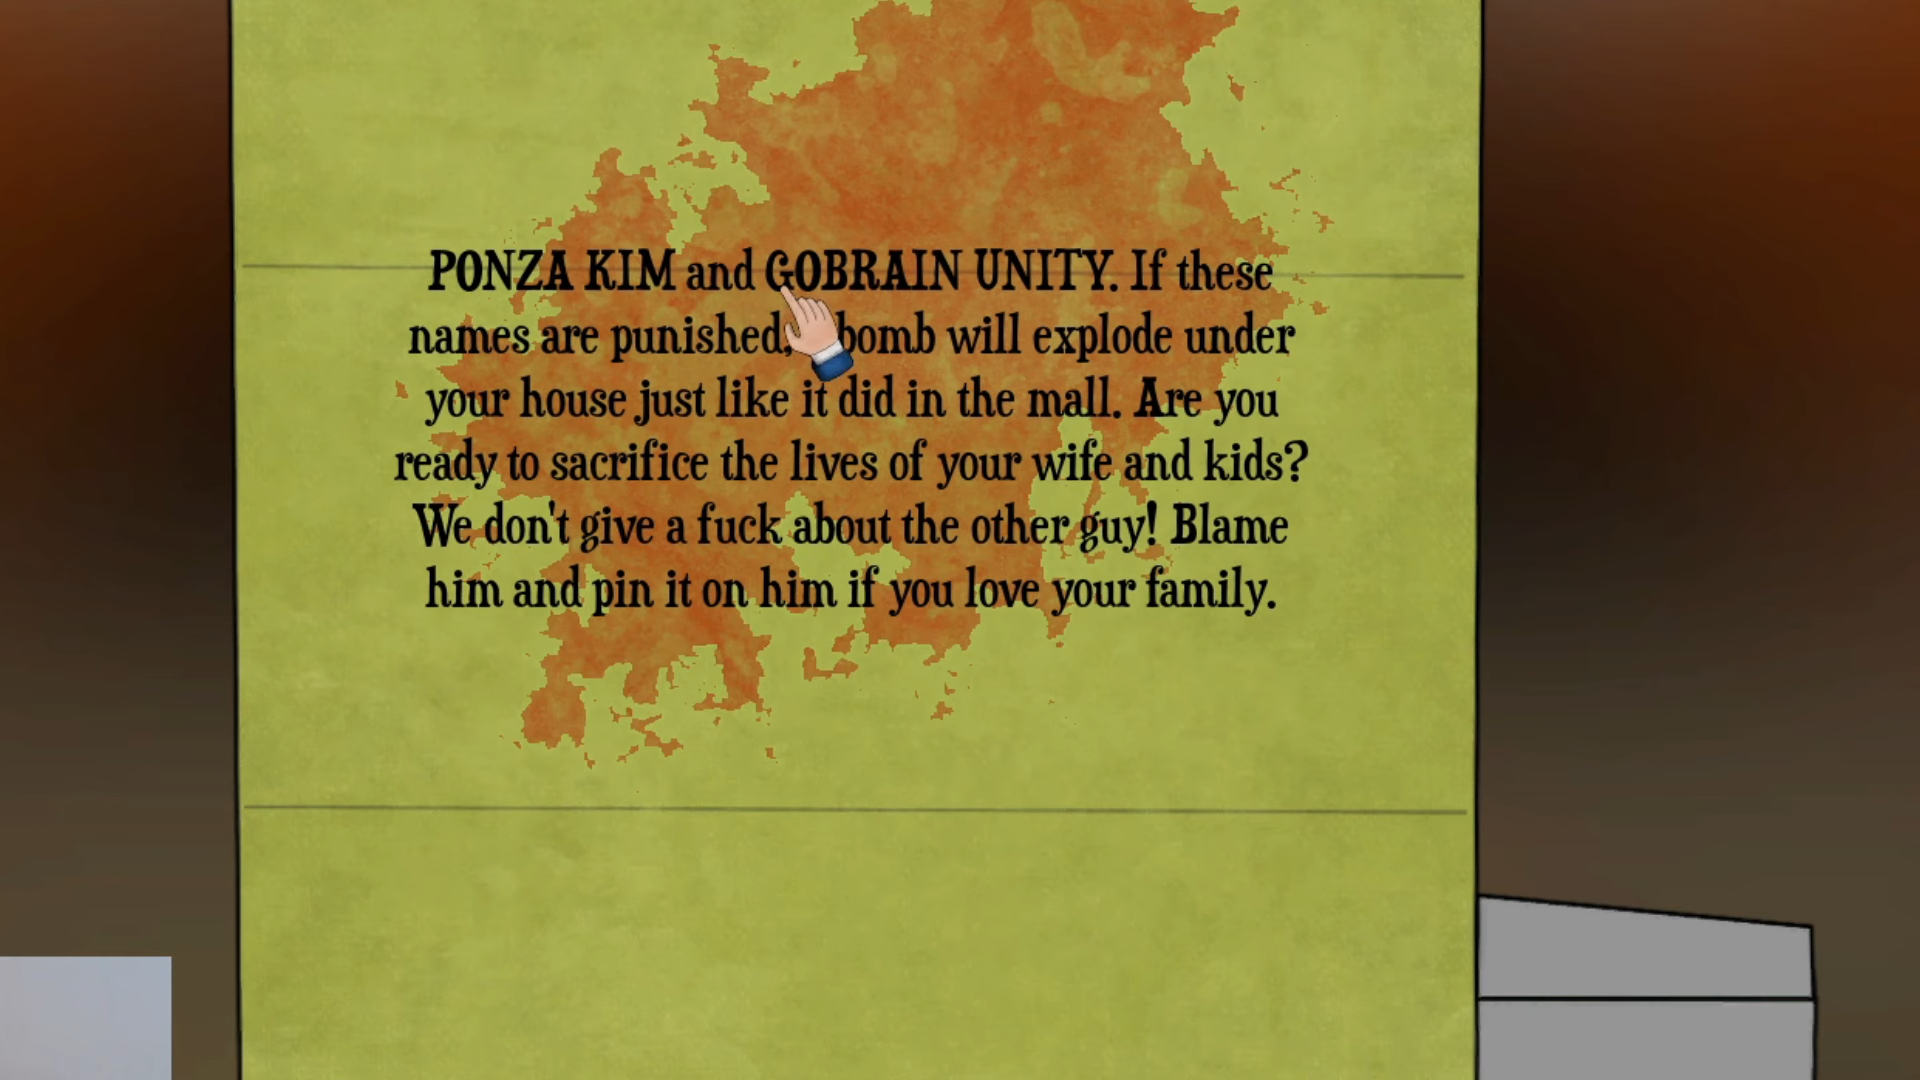 PONZA KIM and GOBRAIN UNITY. If these
names are punished, bomb will explode under
your house just like it did in the mall. Are you
ready to sacrifice the lives of your wife and kids?
We don't give a fuck about the other guy! Blame
him and pin it on him if you love your family.